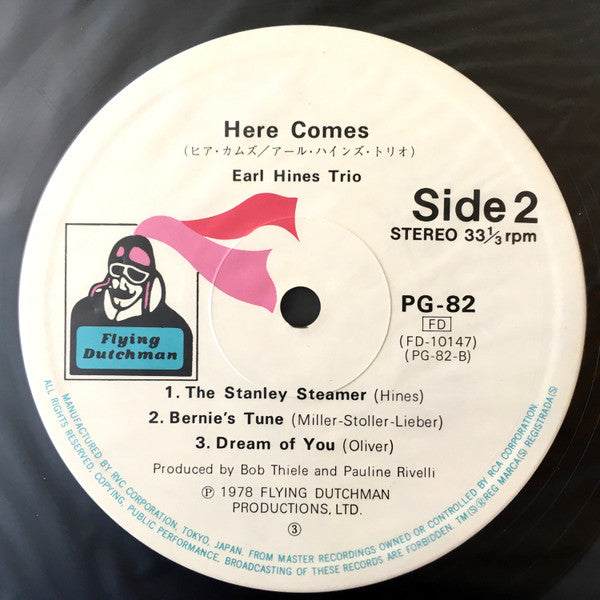 Here Comes
(ヒア・カムズ／アール・ハインズ・トリオ)
Earl Hines Trio
Side 2
STEREO 33⅓ rpm
Flying
Dutchman
PG-82
FD
(FD-10147)
(PG-82-B)
1. The Stanley Steamer (Hines)
2. Bernie's Tune (Miller-Stoller-Lieber)
3. Dream of You (Oliver)
Produced by Bob Thiele and Pauline Rivelli
Ⓟ 1978 FLYING DUTCHMAN
PRODUCTIONS, LTD.
③
MANUFACTURED BY RVC CORPORATION, TOKYO, JAPAN. FROM MASTER RECORDINGS OWNED OR CONTROLLED BY RCA CORPORATION.
ALL RIGHTS RESERVED. COPYING, PUBLIC PERFORMANCE, BROADCASTING OF THESE RECORDS ARE FORBIDDEN. TM(S)®REG MARCA(S) REGISTRADA(S)